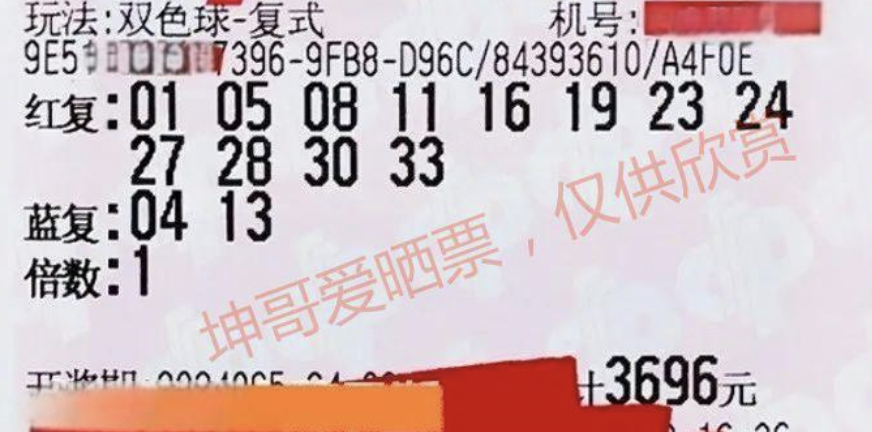 玩法:双色球-复式 机号:
9E5 7396-9FB8-D96C/84393610/A4F0E
红复:01 05 08 11 16 19 23 24
27 28 30 33
蓝复:04 13
倍数:1
坤哥爱晒票，仅供欣赏
计3696元